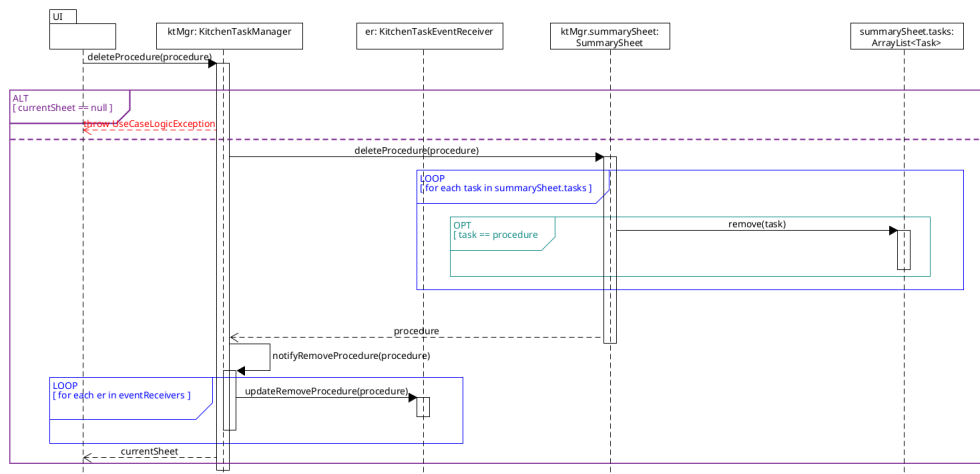 UI
ktMgr: KitchenTaskManager
er: KitchenTaskEventReceiver
ktMgr.summarySheet:
SummarySheet
summarySheet.tasks:
ArrayList<Task>
deleteProcedure(procedure)
ALT
[ currentSheet == null ]
throw UseCaseLogicException
deleteProcedure(procedure)
LOOP
[ for each task in summarySheet.tasks ]
OPT
[ task == procedure
remove(task)
procedure
notifyRemoveProcedure(procedure)
LOOP
[ for each er in eventReceivers ]
updateRemoveProcedure(procedure)
currentSheet